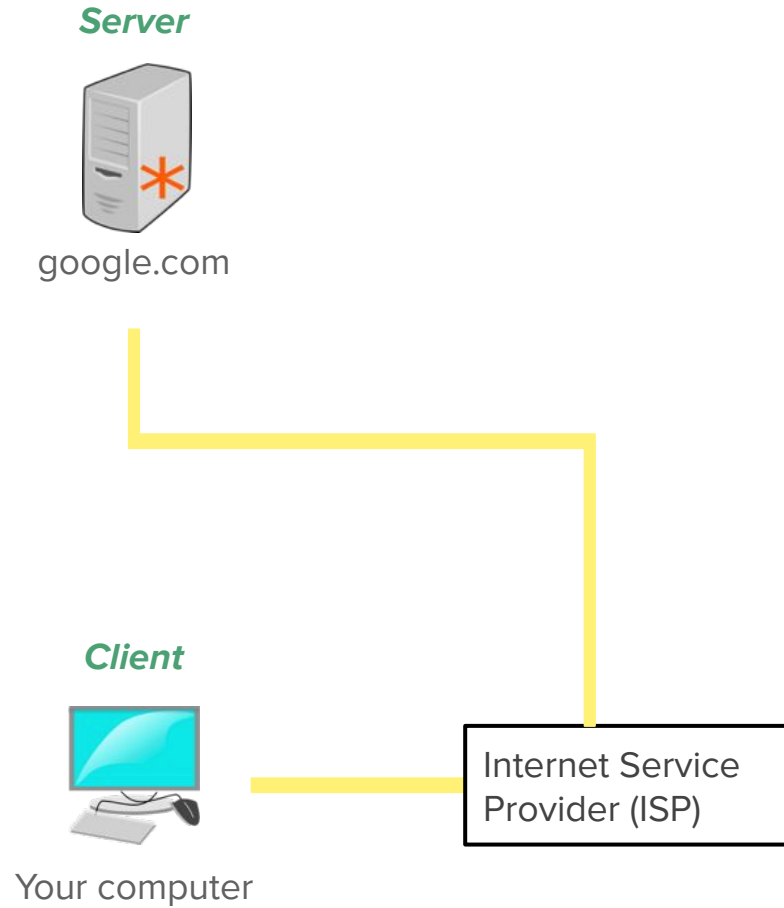 Server
google.com
Client
Internet Service
Provider (ISP)
Your computer